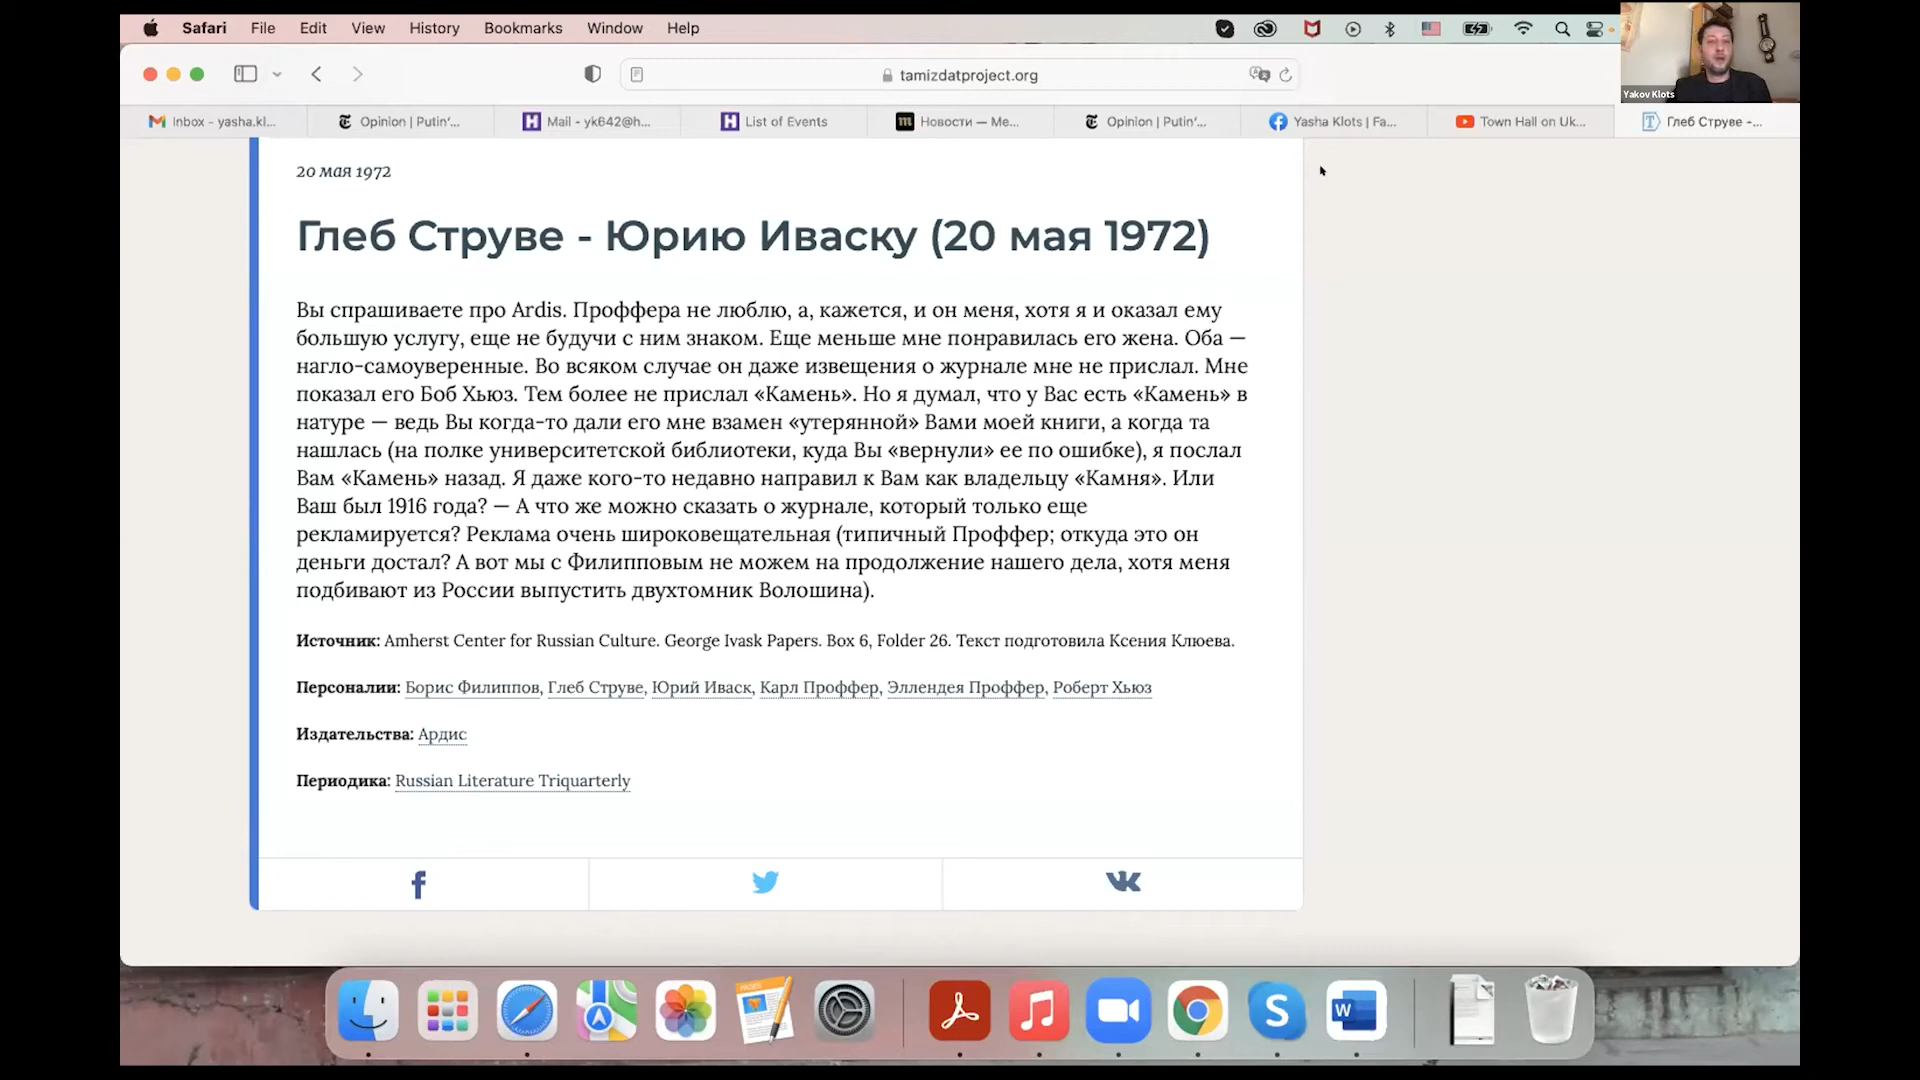 Safari File Edit View History Bookmarks Window Help
Yakov Klots
tamizdatproject.org
Inbox – yasha.kl... Opinion | Putin'... Mail - yk642@h... List of Events Новости — Ме... Opinion | Putin'... Yasha Klots | Fa... Town Hall on Uk... Глеб Струве -...
20 мая 1972
Глеб Струве - Юрию Иваску (20 мая 1972)
Вы спрашиваете про Ardis. Проффера не люблю, а, кажется, и он меня, хотя я и оказал ему
большую услугу, еще не будучи с ним знаком. Еще меньше мне понравилась его жена. Оба —
нагло-самоуверенные. Во всяком случае он даже извещения о журнале мне не прислал. Мне
показал его Боб Хьюз. Тем более не прислал «Камень». Но я думал, что у Вас есть «Камень» в
натуре — ведь Вы когда-то дали его мне взамен «утерянной» Вами моей книги, а когда та
нашлась (на полке университетской библиотеки, куда Вы «вернули» ее по ошибке), я послал
Вам «Камень» назад. Я даже кого-то недавно направил к Вам как владельцу «Камня». Или
Ваш был 1916 года? — А что же можно сказать о журнале, который только еще
рекламируется? Реклама очень широковещательная (типичный Проффер; откуда это он
деньги достал? А вот мы с Филипповым не можем на продолжение нашего дела, хотя меня
подбивают из России выпустить двухтомник Волошина).
Источник: Amherst Center for Russian Culture. George Ivask Papers. Box 6, Folder 26. Текст подготовила Ксения Клюева.
Персоналии: Борис Филиппов, Глеб Струве, Юрий Иваск, Карл Проффер, Эллендея Проффер, Роберт Хьюз
Издательства: Ардис
Периодика: Russian Literature Triquarterly
PAGES